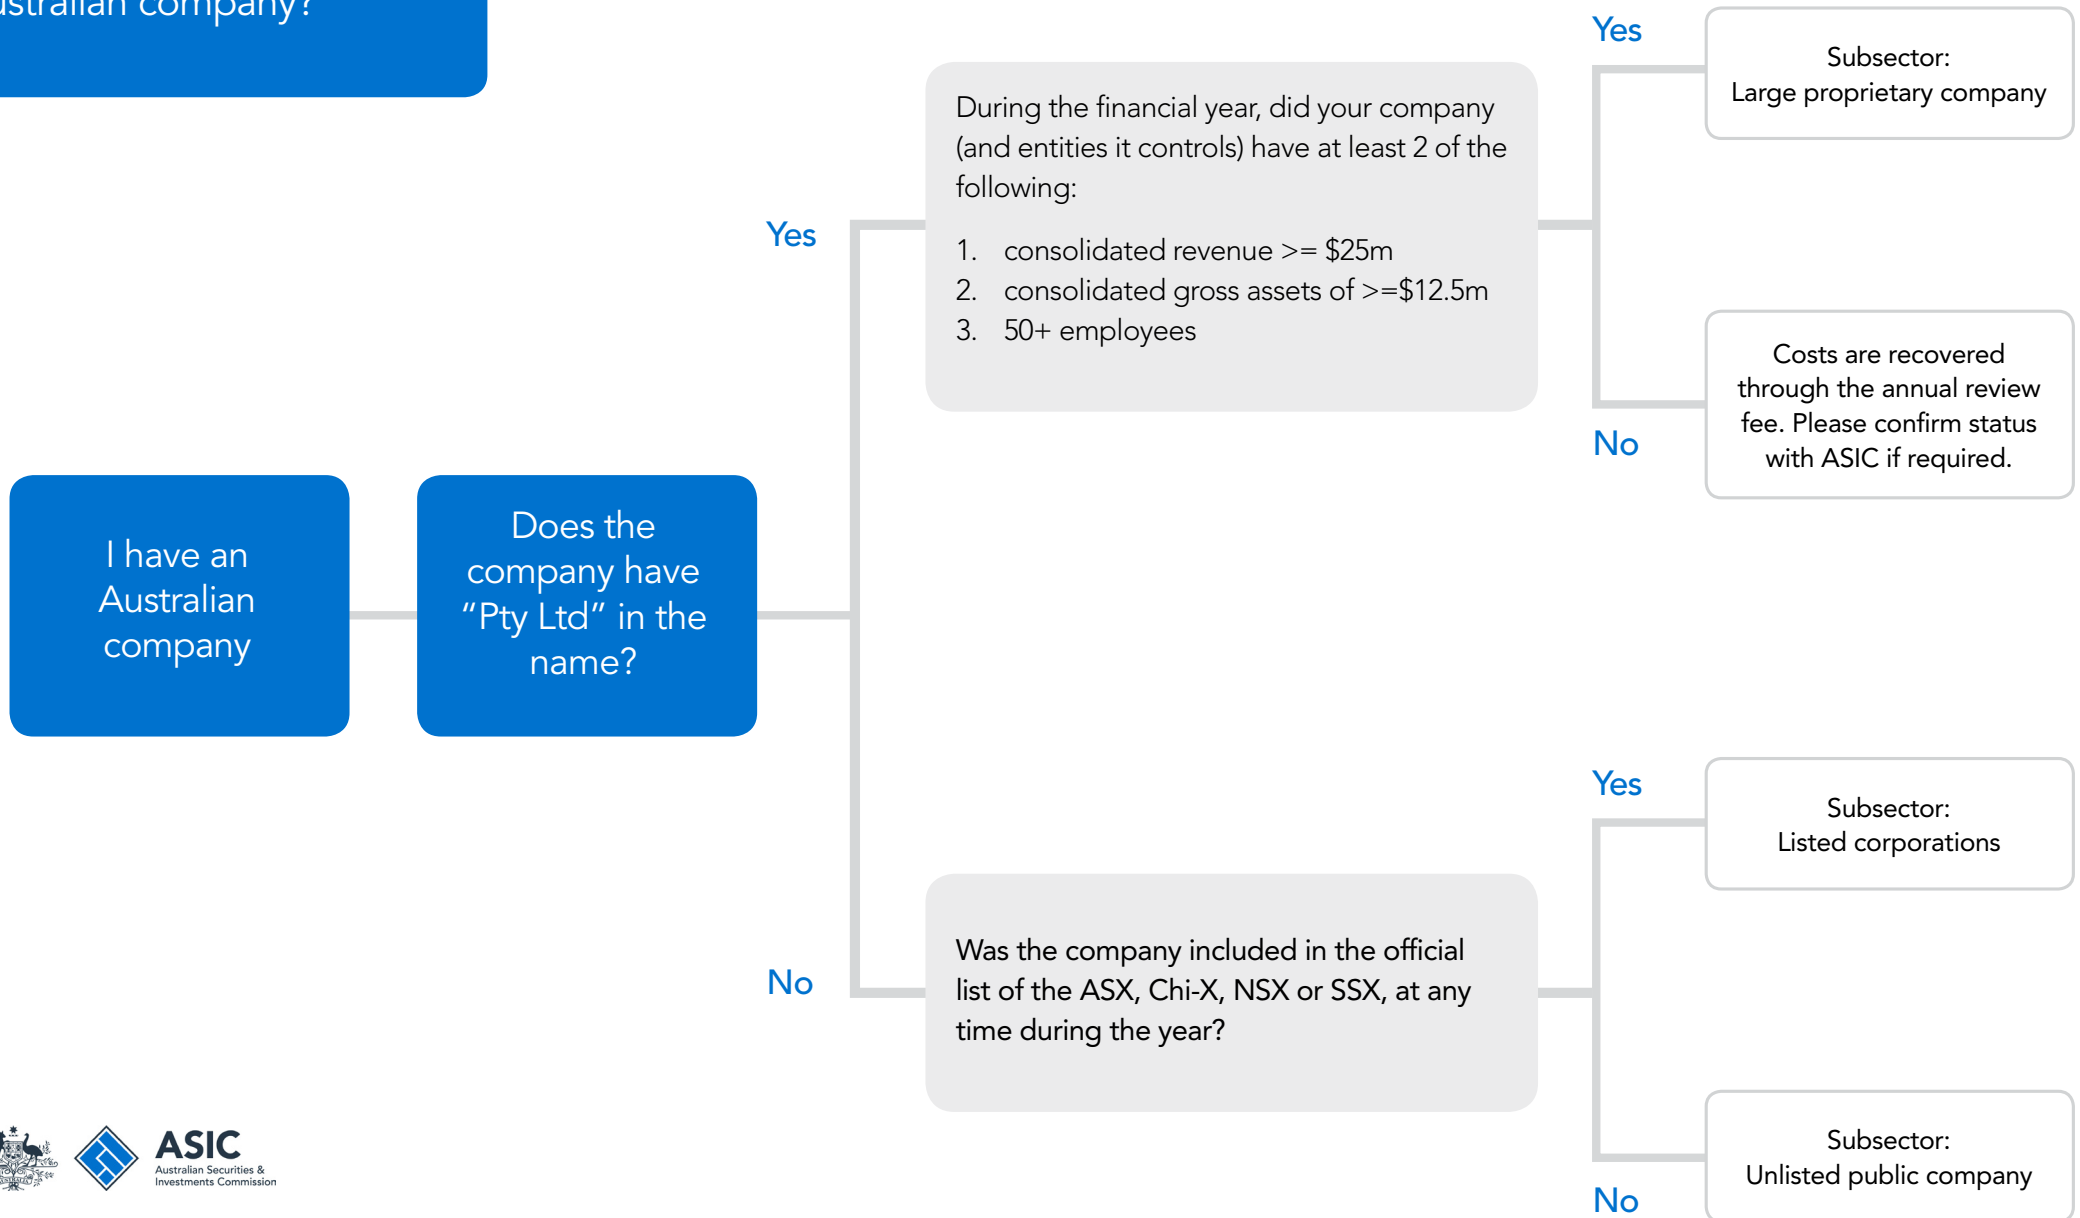 company?
I have an
Australian
company
Does the
company have
“Pty Ltd” in the
name?
Yes
During the financial year, did your company
(and entities it controls) have at least 2 of the
following:
1. consolidated revenue >= $25m
2. consolidated gross assets of >=$12.5m
3. 50+ employees
Yes
Subsector:
Large proprietary company
No
Costs are recovered
through the annual review
fee. Please confirm status
with ASIC if required.
No
Was the company included in the official
list of the ASX, Chi-X, NSX or SSX, at any
time during the year?
Yes
Subsector:
Listed corporations
No
Subsector:
Unlisted public company
ASIC
Australian Securities &
Investments Commission